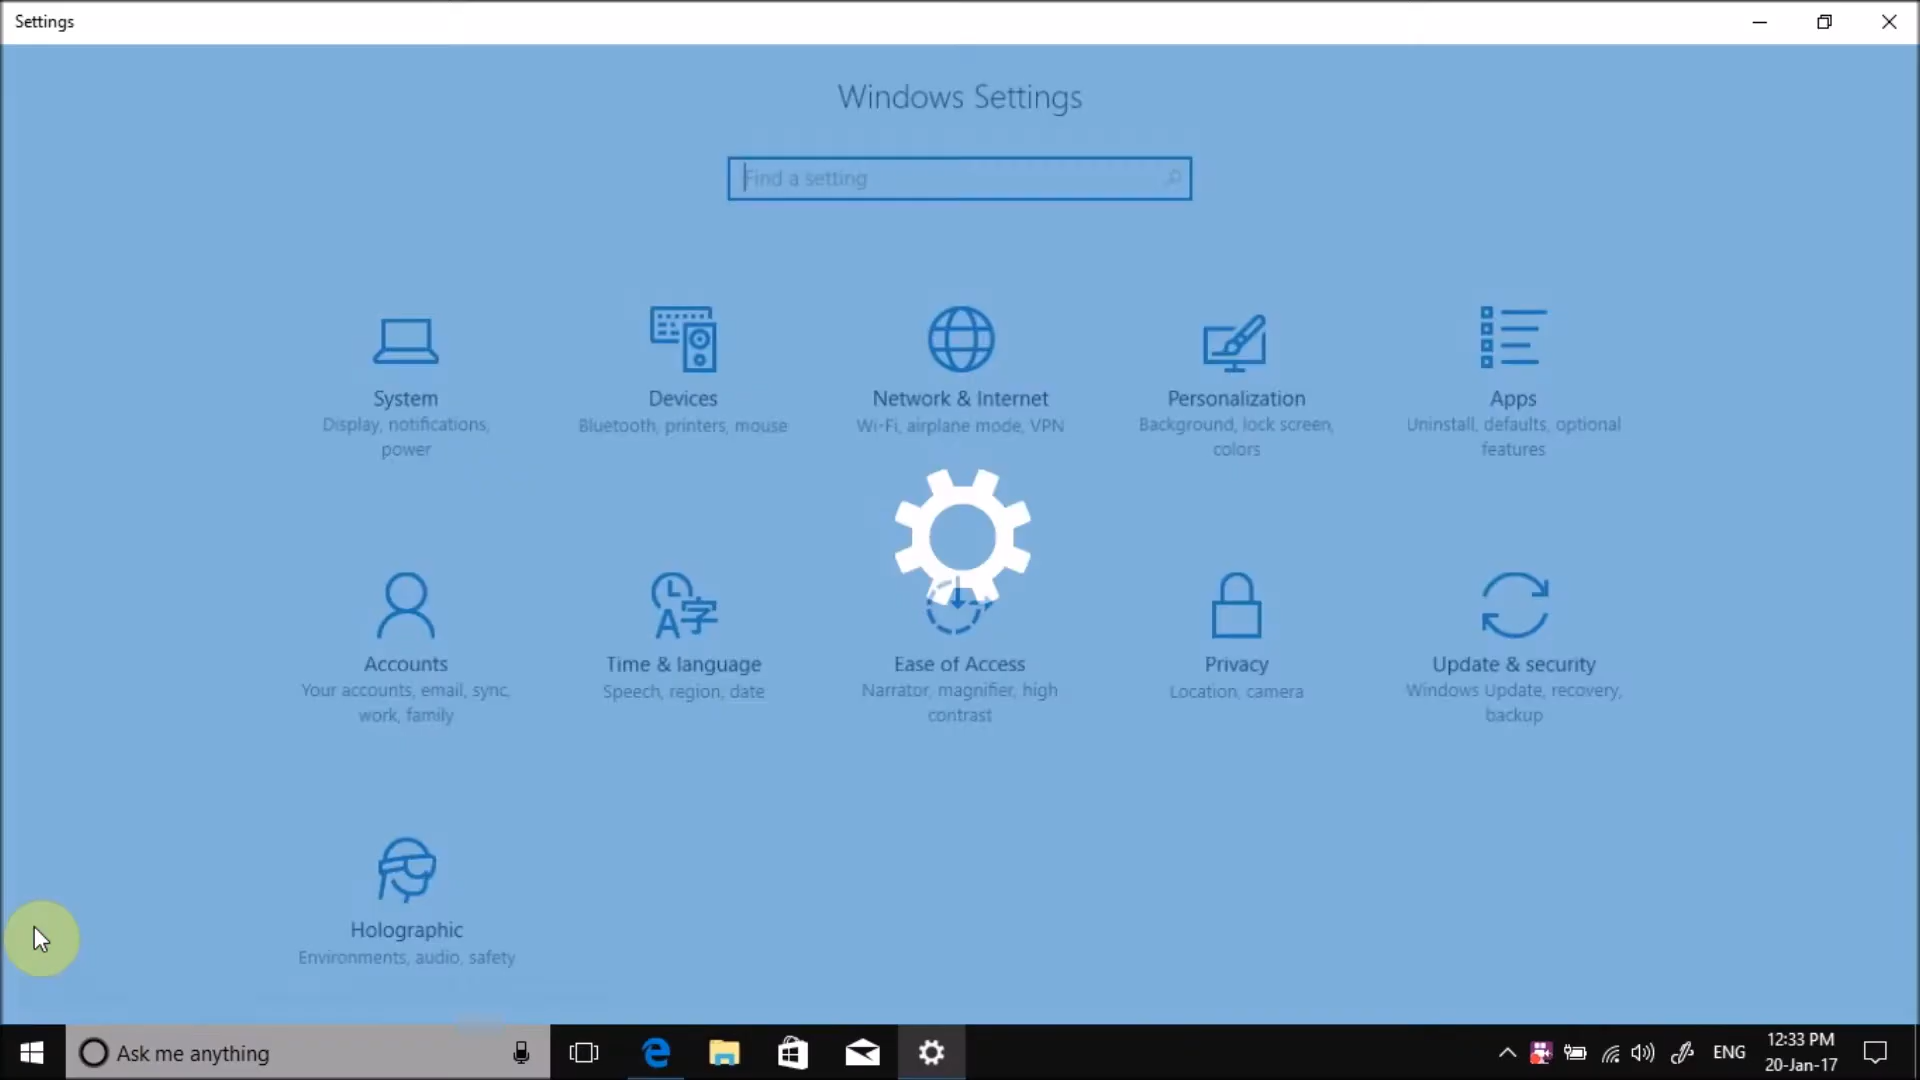 Settings
Windows Settings
Find a setting
System
Display, notifications,
power
Devices
Bluetooth, printers, mouse
Network & Internet
Wi-Fi, airplane mode, VPN
Personalization
Background, lock screen,
colors
Apps
Uninstall, defaults, optional
features
Accounts
Your accounts, email, sync,
work, family
Time & language
Speech, region, date
Ease of Access
Narrator, magnifier, high
contrast
Privacy
Location, camera
Update & security
Windows Update, recovery,
backup
Holographic
Environments, audio, safety
Ask me anything
ENG
12:33 PM
20-Jan-17